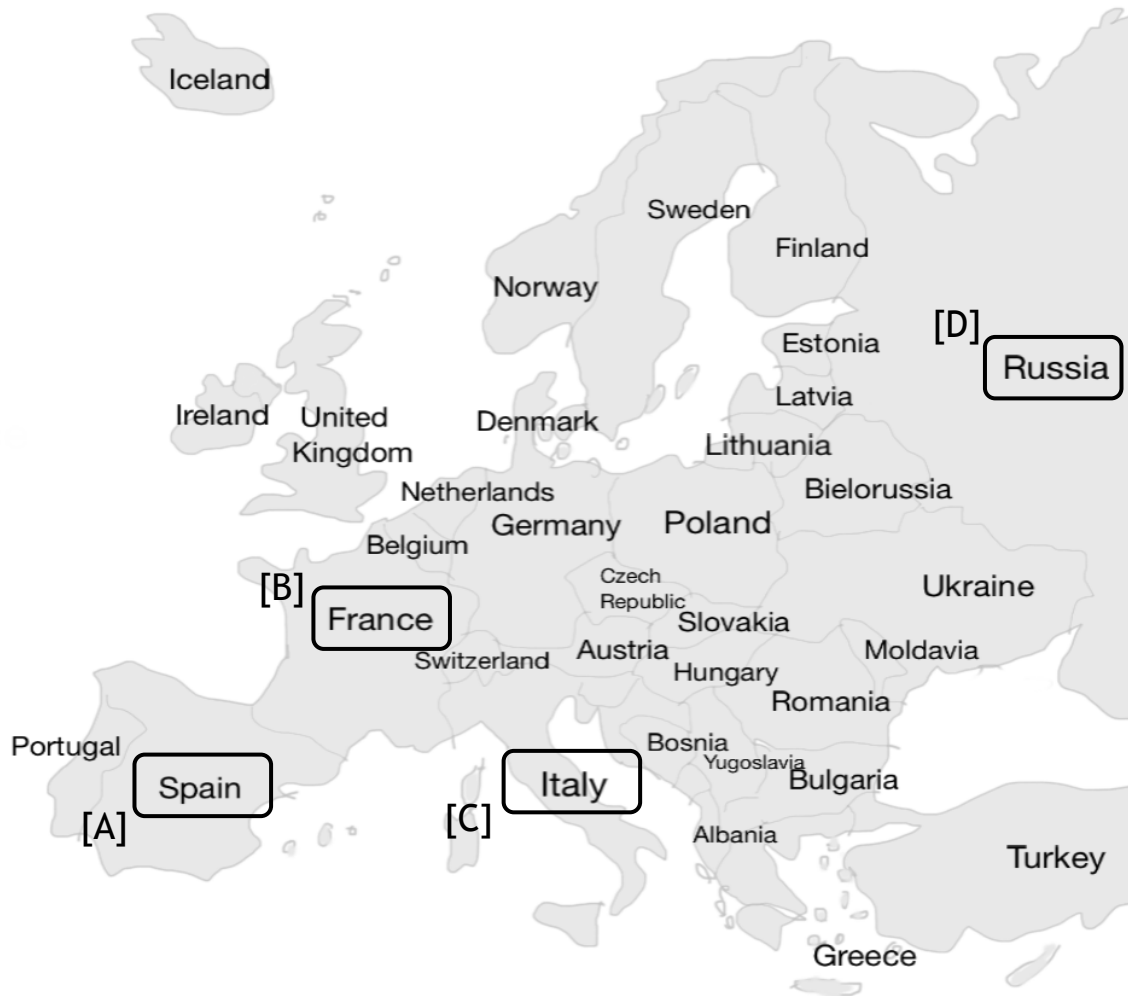 Iceland
Sweden
Finland
Norway
[D]
Estonia
Russia
Latvia
Ireland
United
Kingdom
Denmark
Lithuania
Netherlands
Bielorussia
Germany
Poland
Belgium
[B]
France
Czech
Republic
Ukraine
Slovakia
Switzerland
Austria
Moldavia
Hungary
Romania
Portugal
Bosnia
Yugoslavia
Spain
Italy
Bulgaria
[A]
[C]
Albania
Turkey
Greece